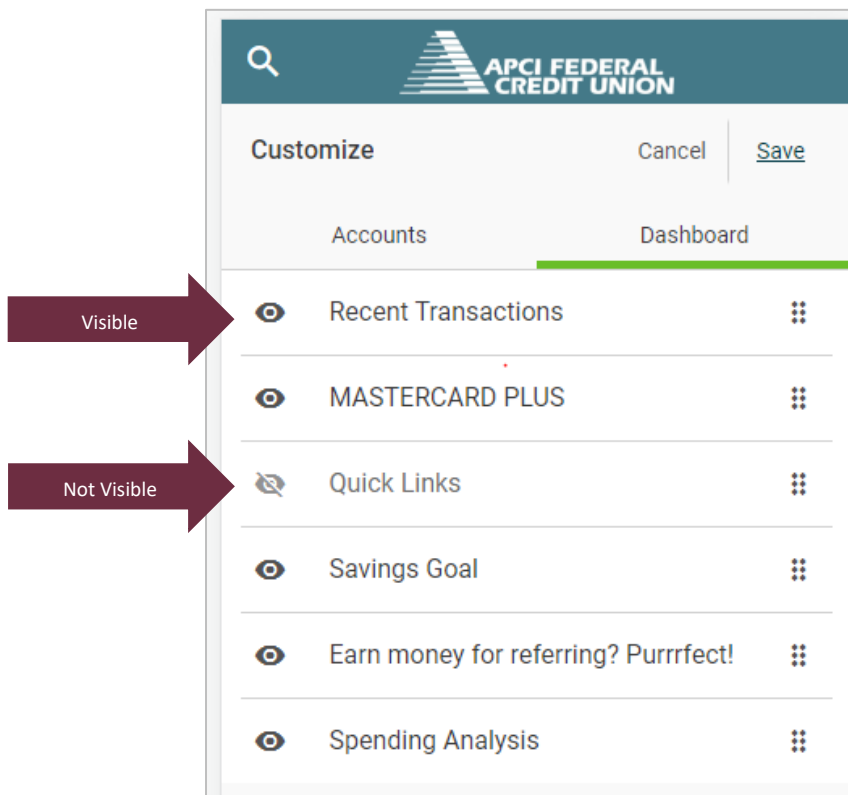 APCI FEDERAL
CREDIT UNION
Customize
Cancel
Save
Accounts
Dashboard
Visible
Recent Transactions
MASTERCARD PLUS
Not Visible
Quick Links
Savings Goal
Earn money for referring? Purrrfect!
Spending Analysis